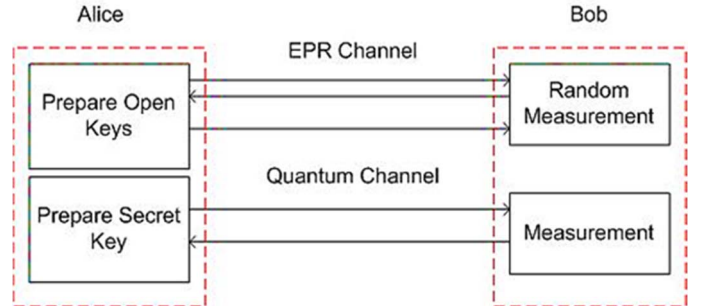 Alice
Bob
EPR Channel
Prepare Open
Keys
Random
Measurement
Quantum Channel
Prepare Secret
Key
Measurement